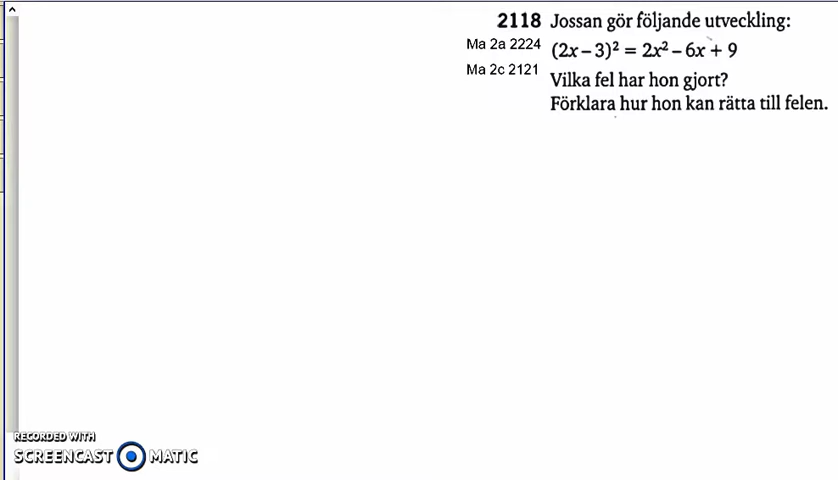 2118 Jossan gör följande utveckling:
Ma 2a 2224 (2x – 3)² = 2x² – 6x + 9
Ma 2c 2121 Vilka fel har hon gjort?
Förklara hur hon kan rätta till felen.
RECORDED WITH
SCREENCAST MATIC